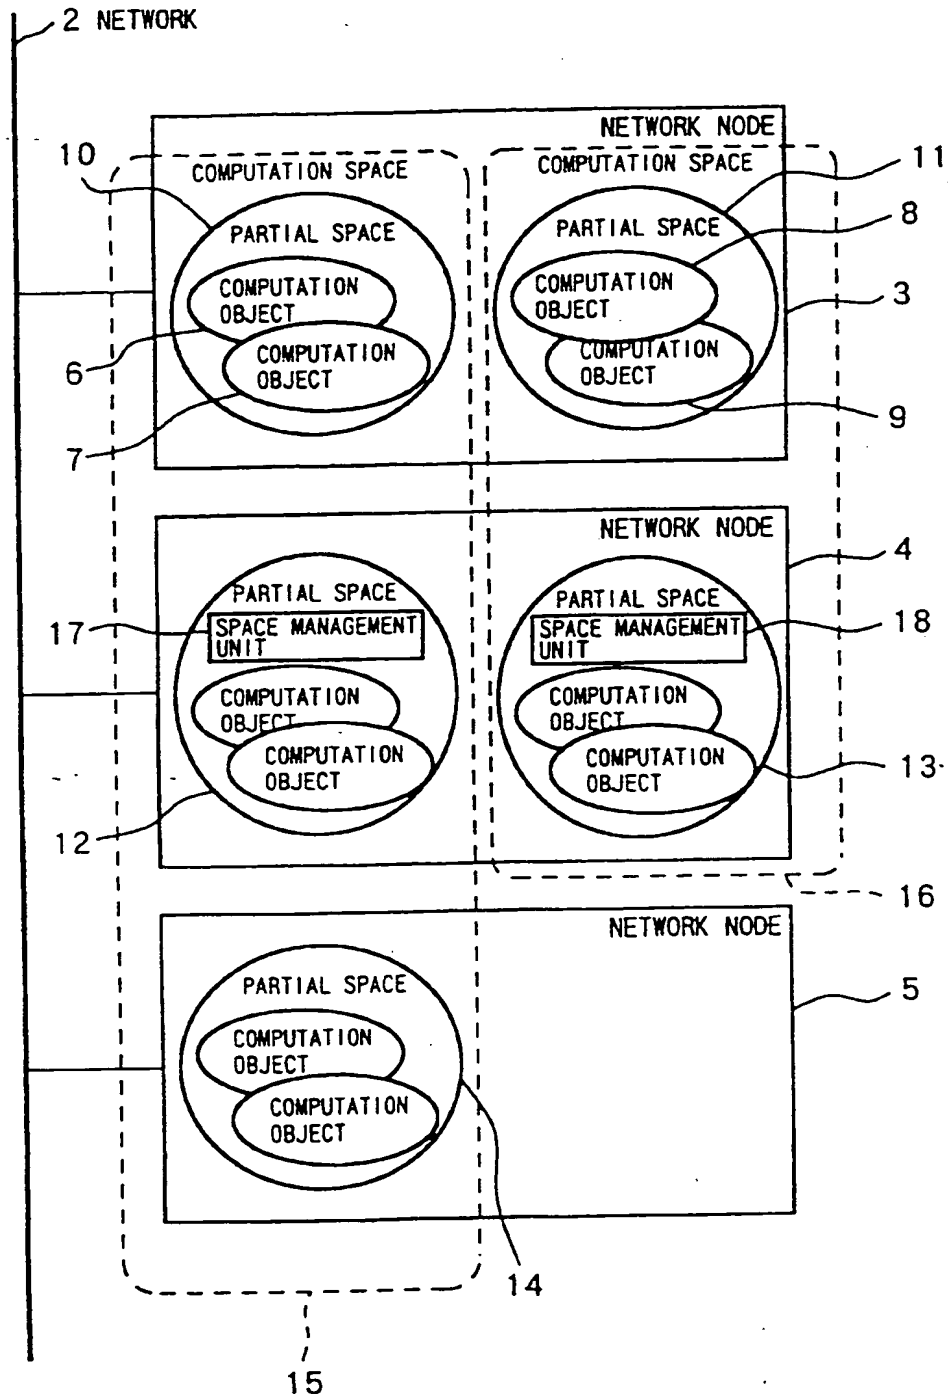 2 NETWORK
NETWORK NODE
10
COMPUTATION SPACE
COMPUTATION SPACE
11
PARTIAL SPACE
PARTIAL SPACE
8
COMPUTATION
OBJECT
COMPUTATION
OBJECT
3
6
COMPUTATION
OBJECT
COMPUTATION
OBJECT
7
9
NETWORK NODE
4
PARTIAL SPACE
PARTIAL SPACE
17
SPACE MANAGEMENT
UNIT
SPACE MANAGEMENT
UNIT
18
COMPUTATION
OBJECT
COMPUTATION
OBJECT
COMPUTATION
OBJECT
COMPUTATION
OBJECT
13
12
16
NETWORK NODE
PARTIAL SPACE
5
COMPUTATION
OBJECT
COMPUTATION
OBJECT
14
15